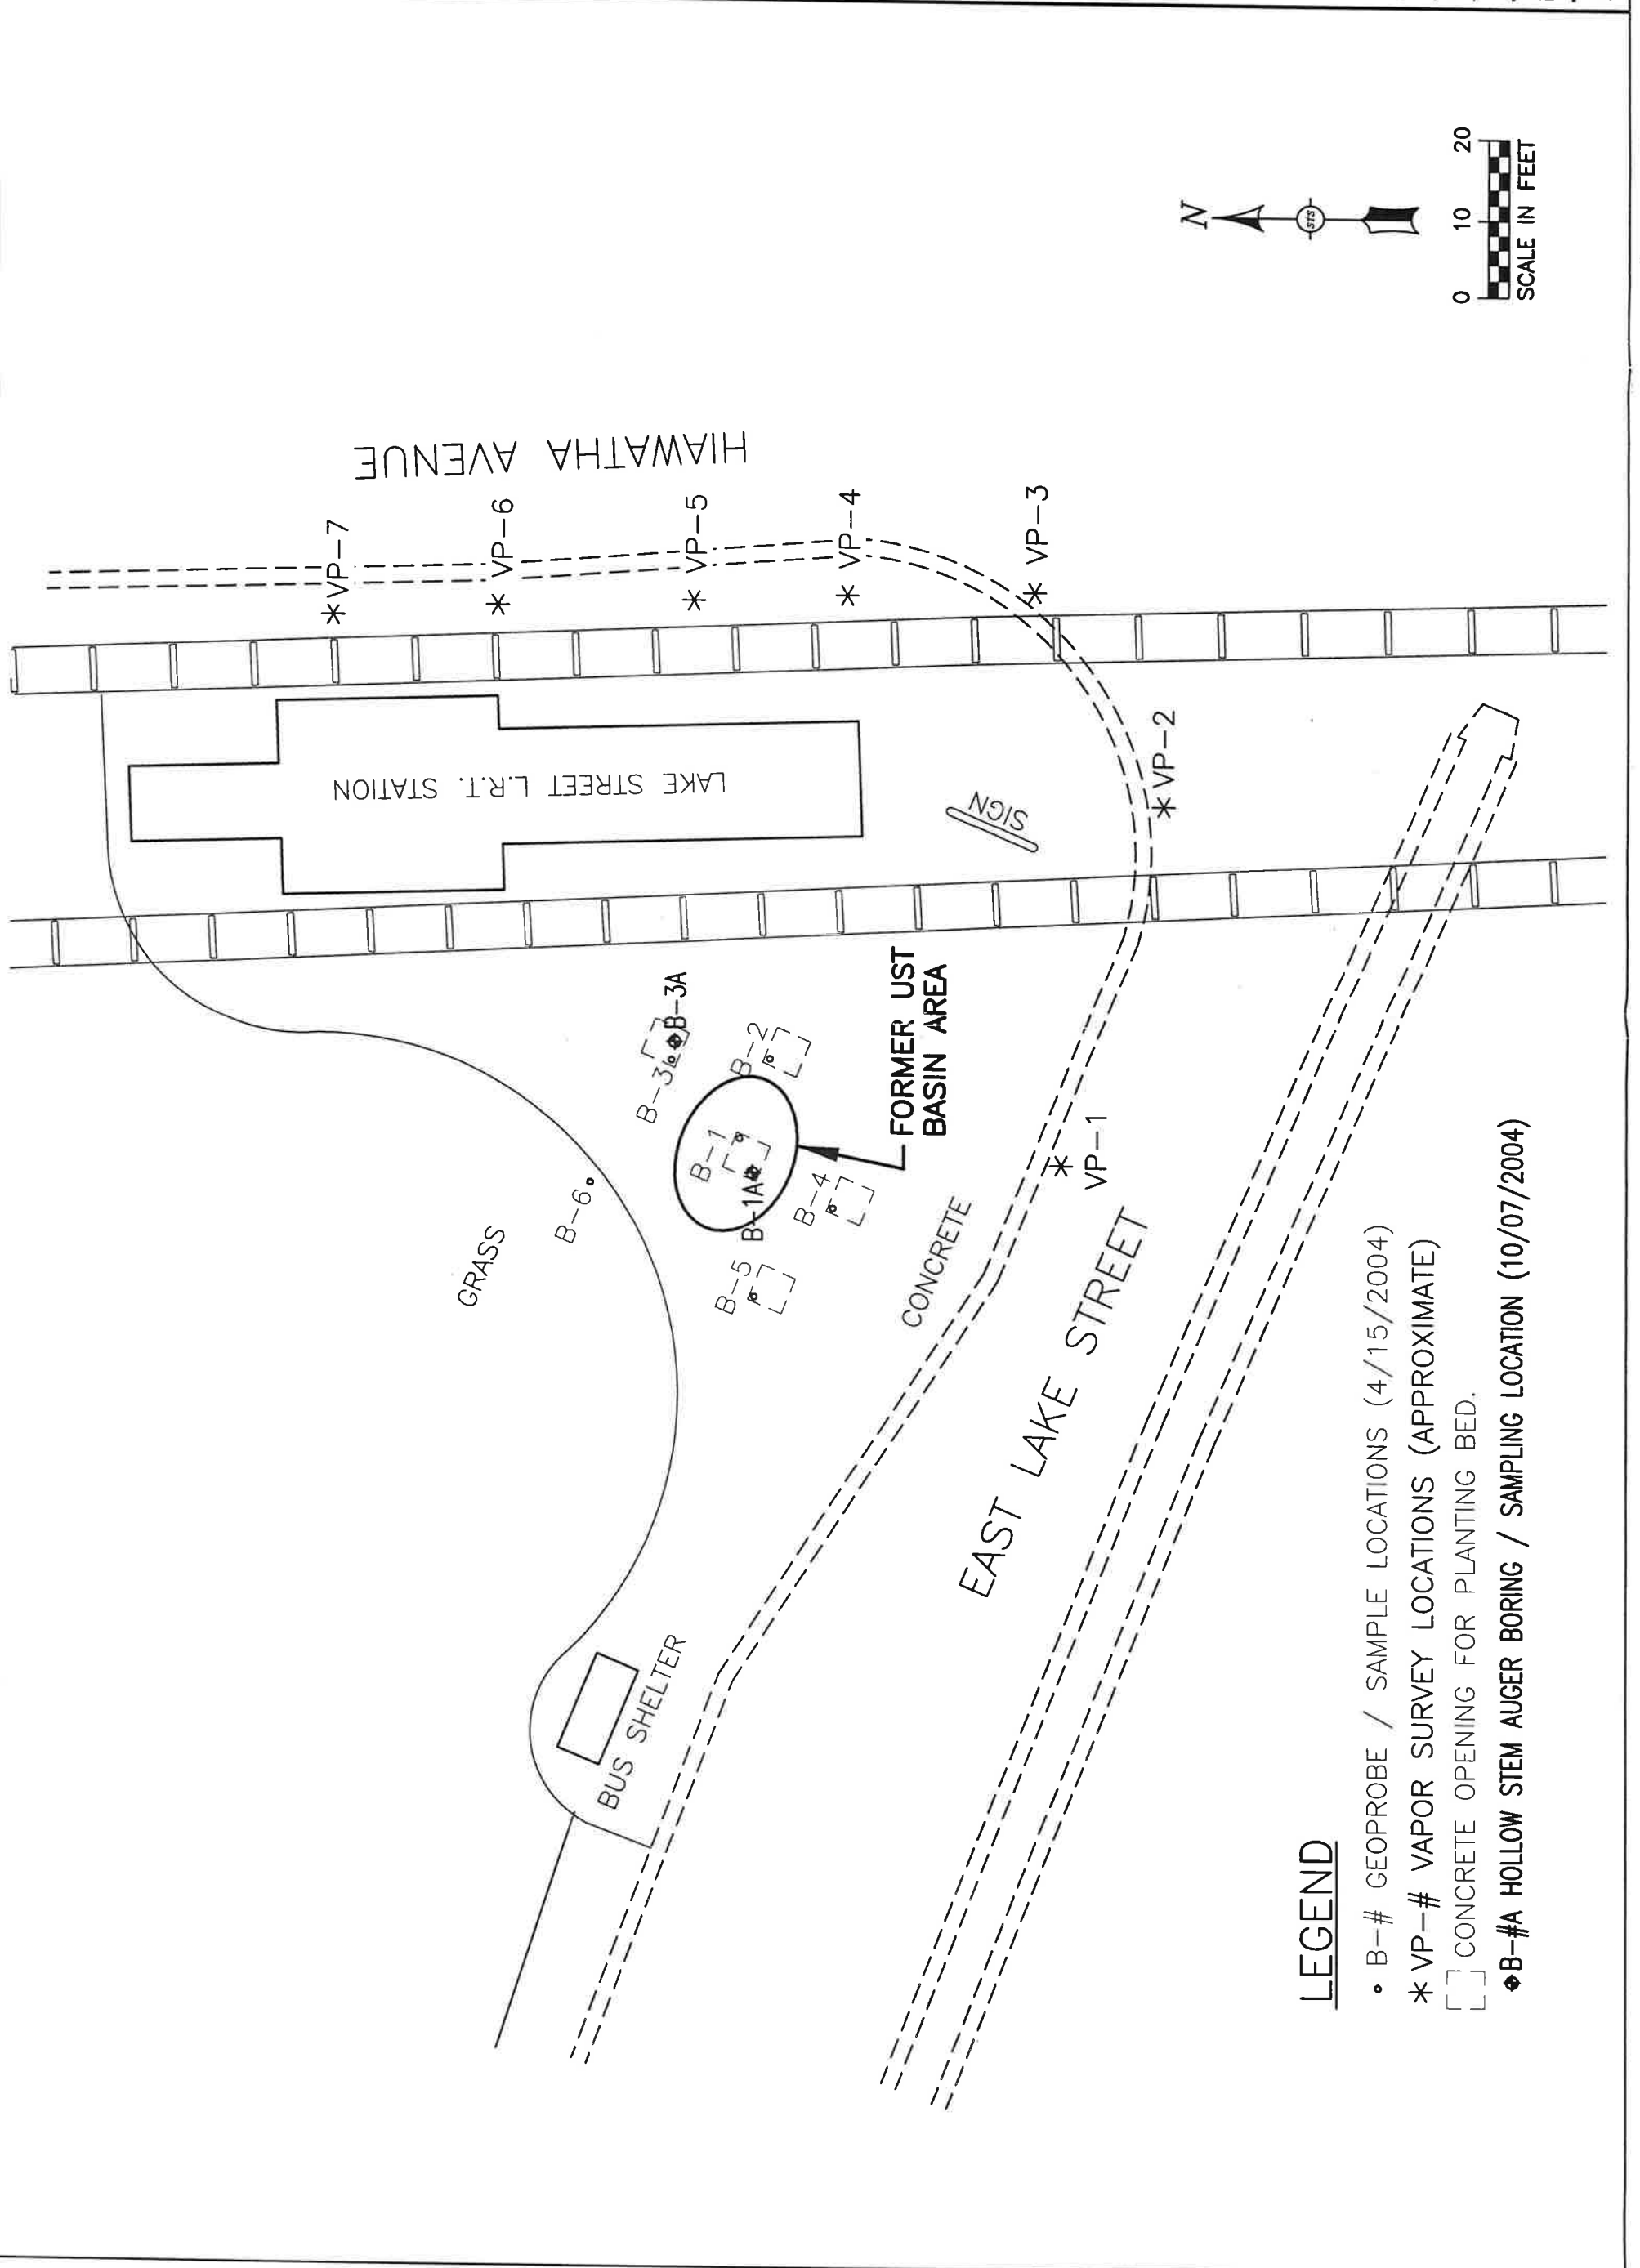 HIAWATHA AVENUE
*VP-7
* VP-6
* VP-5
* VP-4
* VP-3
* VP-2
* VP-1
LAKE STREET L.R.T. STATION
SIGN
B-3
B-3A
B-2
B-1
B-1A
B-4
B-5
B-6
GRASS
FORMER UST
BASIN AREA
CONCRETE
EAST LAKE STREET
BUS SHELTER
N
STS
0 10 20
SCALE IN FEET
LEGEND
B-# GEOPROBE / SAMPLE LOCATIONS (4/15/2004)
* VP-# VAPOR SURVEY LOCATIONS (APPROXIMATE)
CONCRETE OPENING FOR PLANTING BED.
B-#A HOLLOW STEM AUGER BORING / SAMPLING LOCATION (10/07/2004)